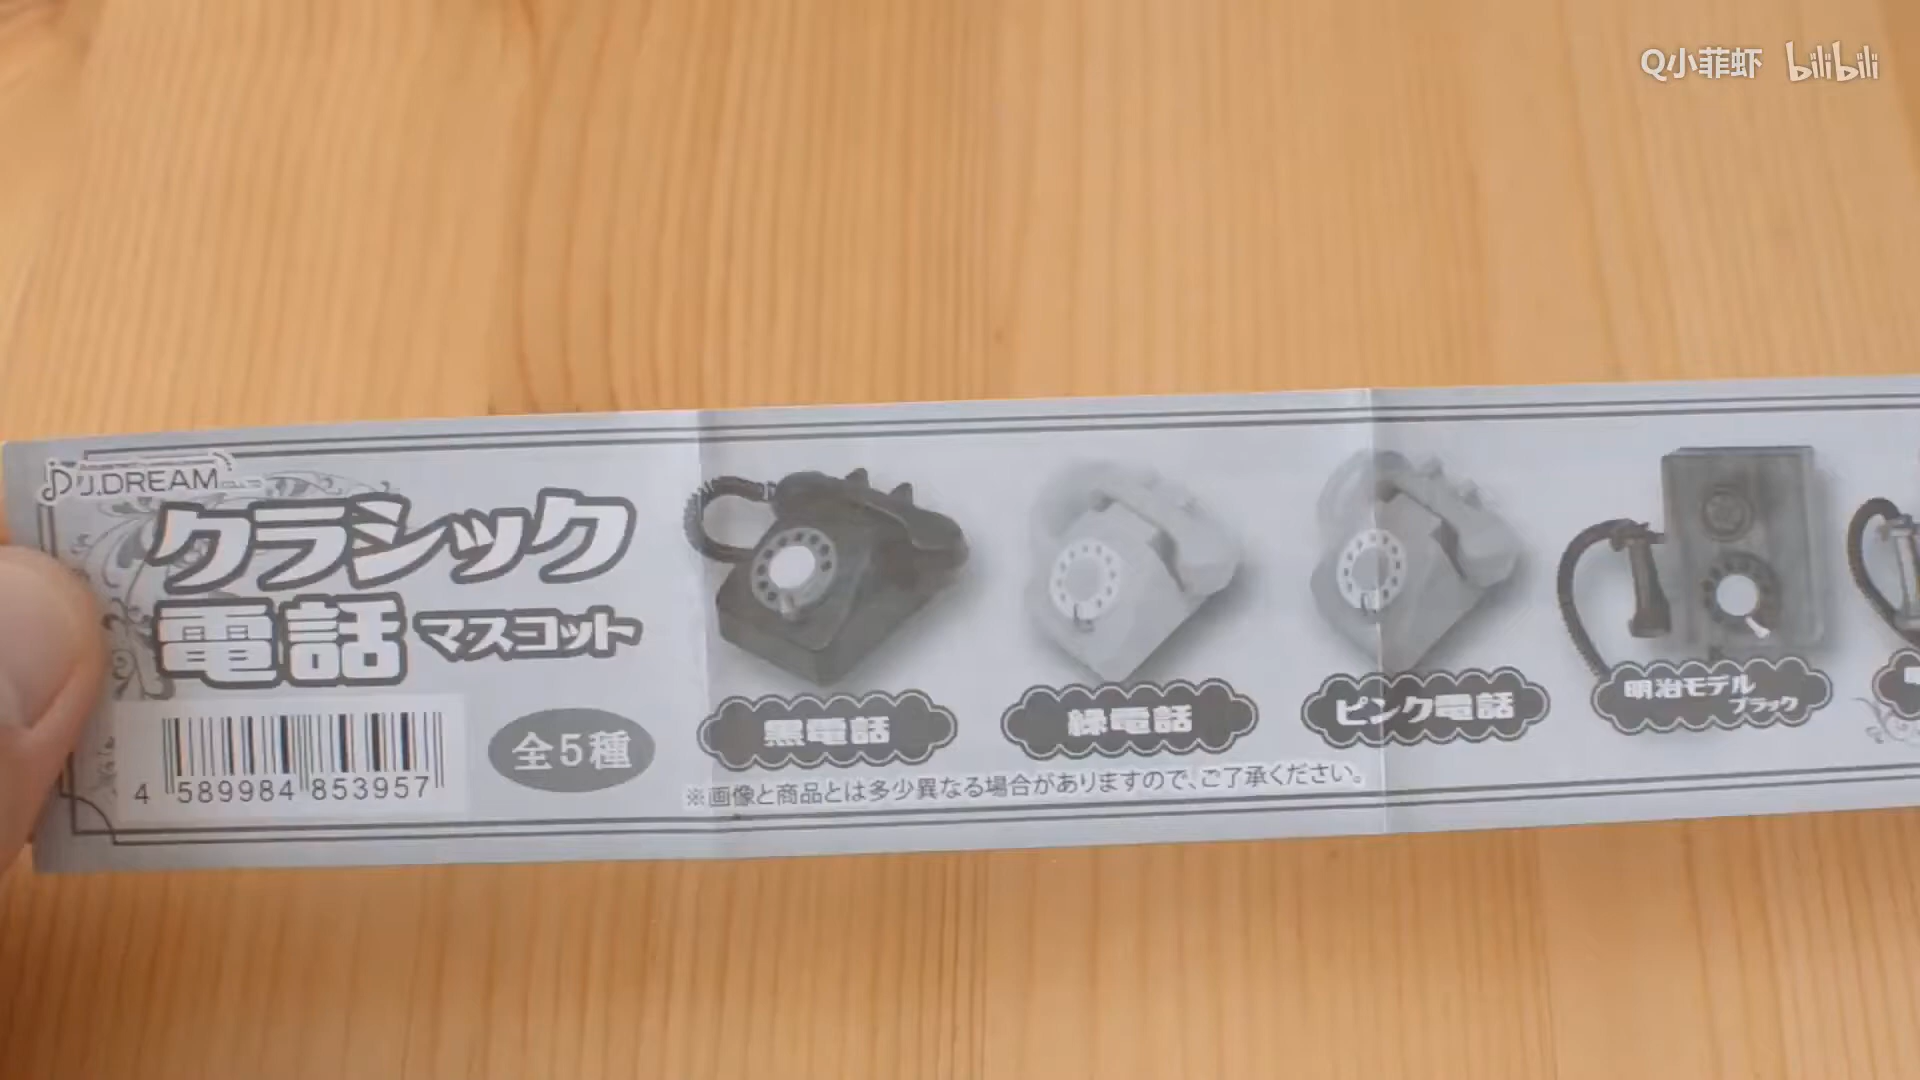 Q小菲虾 bilibili
J.DREAM
クラシック
電話 マスコット
4 589984 853957
全5種
黒電話
緑電話
ピンク電話
明治モデル
ブラック
※画像と商品とは多少異なる場合がありますので、ご了承ください。